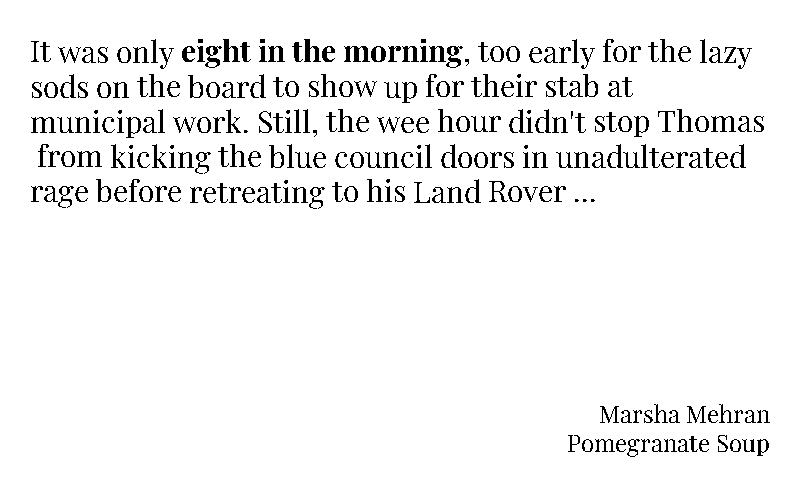 It was only eight in the morning, too early for the lazy
sods on the board to show up for their stab at
municipal work. Still, the wee hour didn't stop Thomas
from kicking the blue council doors in unadulterated
rage before retreating to his Land Rover ...
Marsha Mehran
Pomegranate Soup